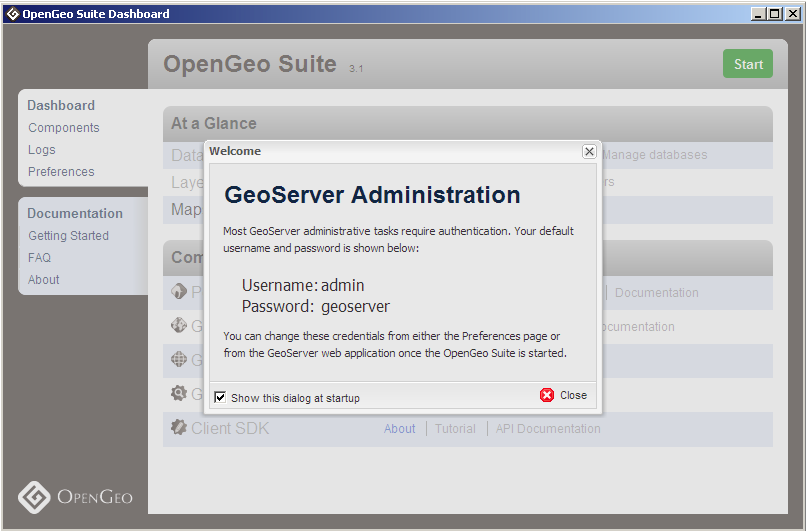 OpenGeo Suite Dashboard
OpenGeo Suite 3.1
Start
Dashboard
Components
Logs
Preferences
Documentation
Getting Started
FAQ
About
At a Glance
Data
Manage databases
Laye
rs
Map
Com
P
Documentation
G
ocumentation
G
G
Client SDK
About
Tutorial
API Documentation
Welcome
GeoServer Administration
Most GeoServer administrative tasks require authentication. Your default
username and password is shown below:
Username: admin
Password: geoserver
You can change these credentials from either the Preferences page or
from the GeoServer web application once the OpenGeo Suite is started.
Show this dialog at startup
Close
OPENGEO